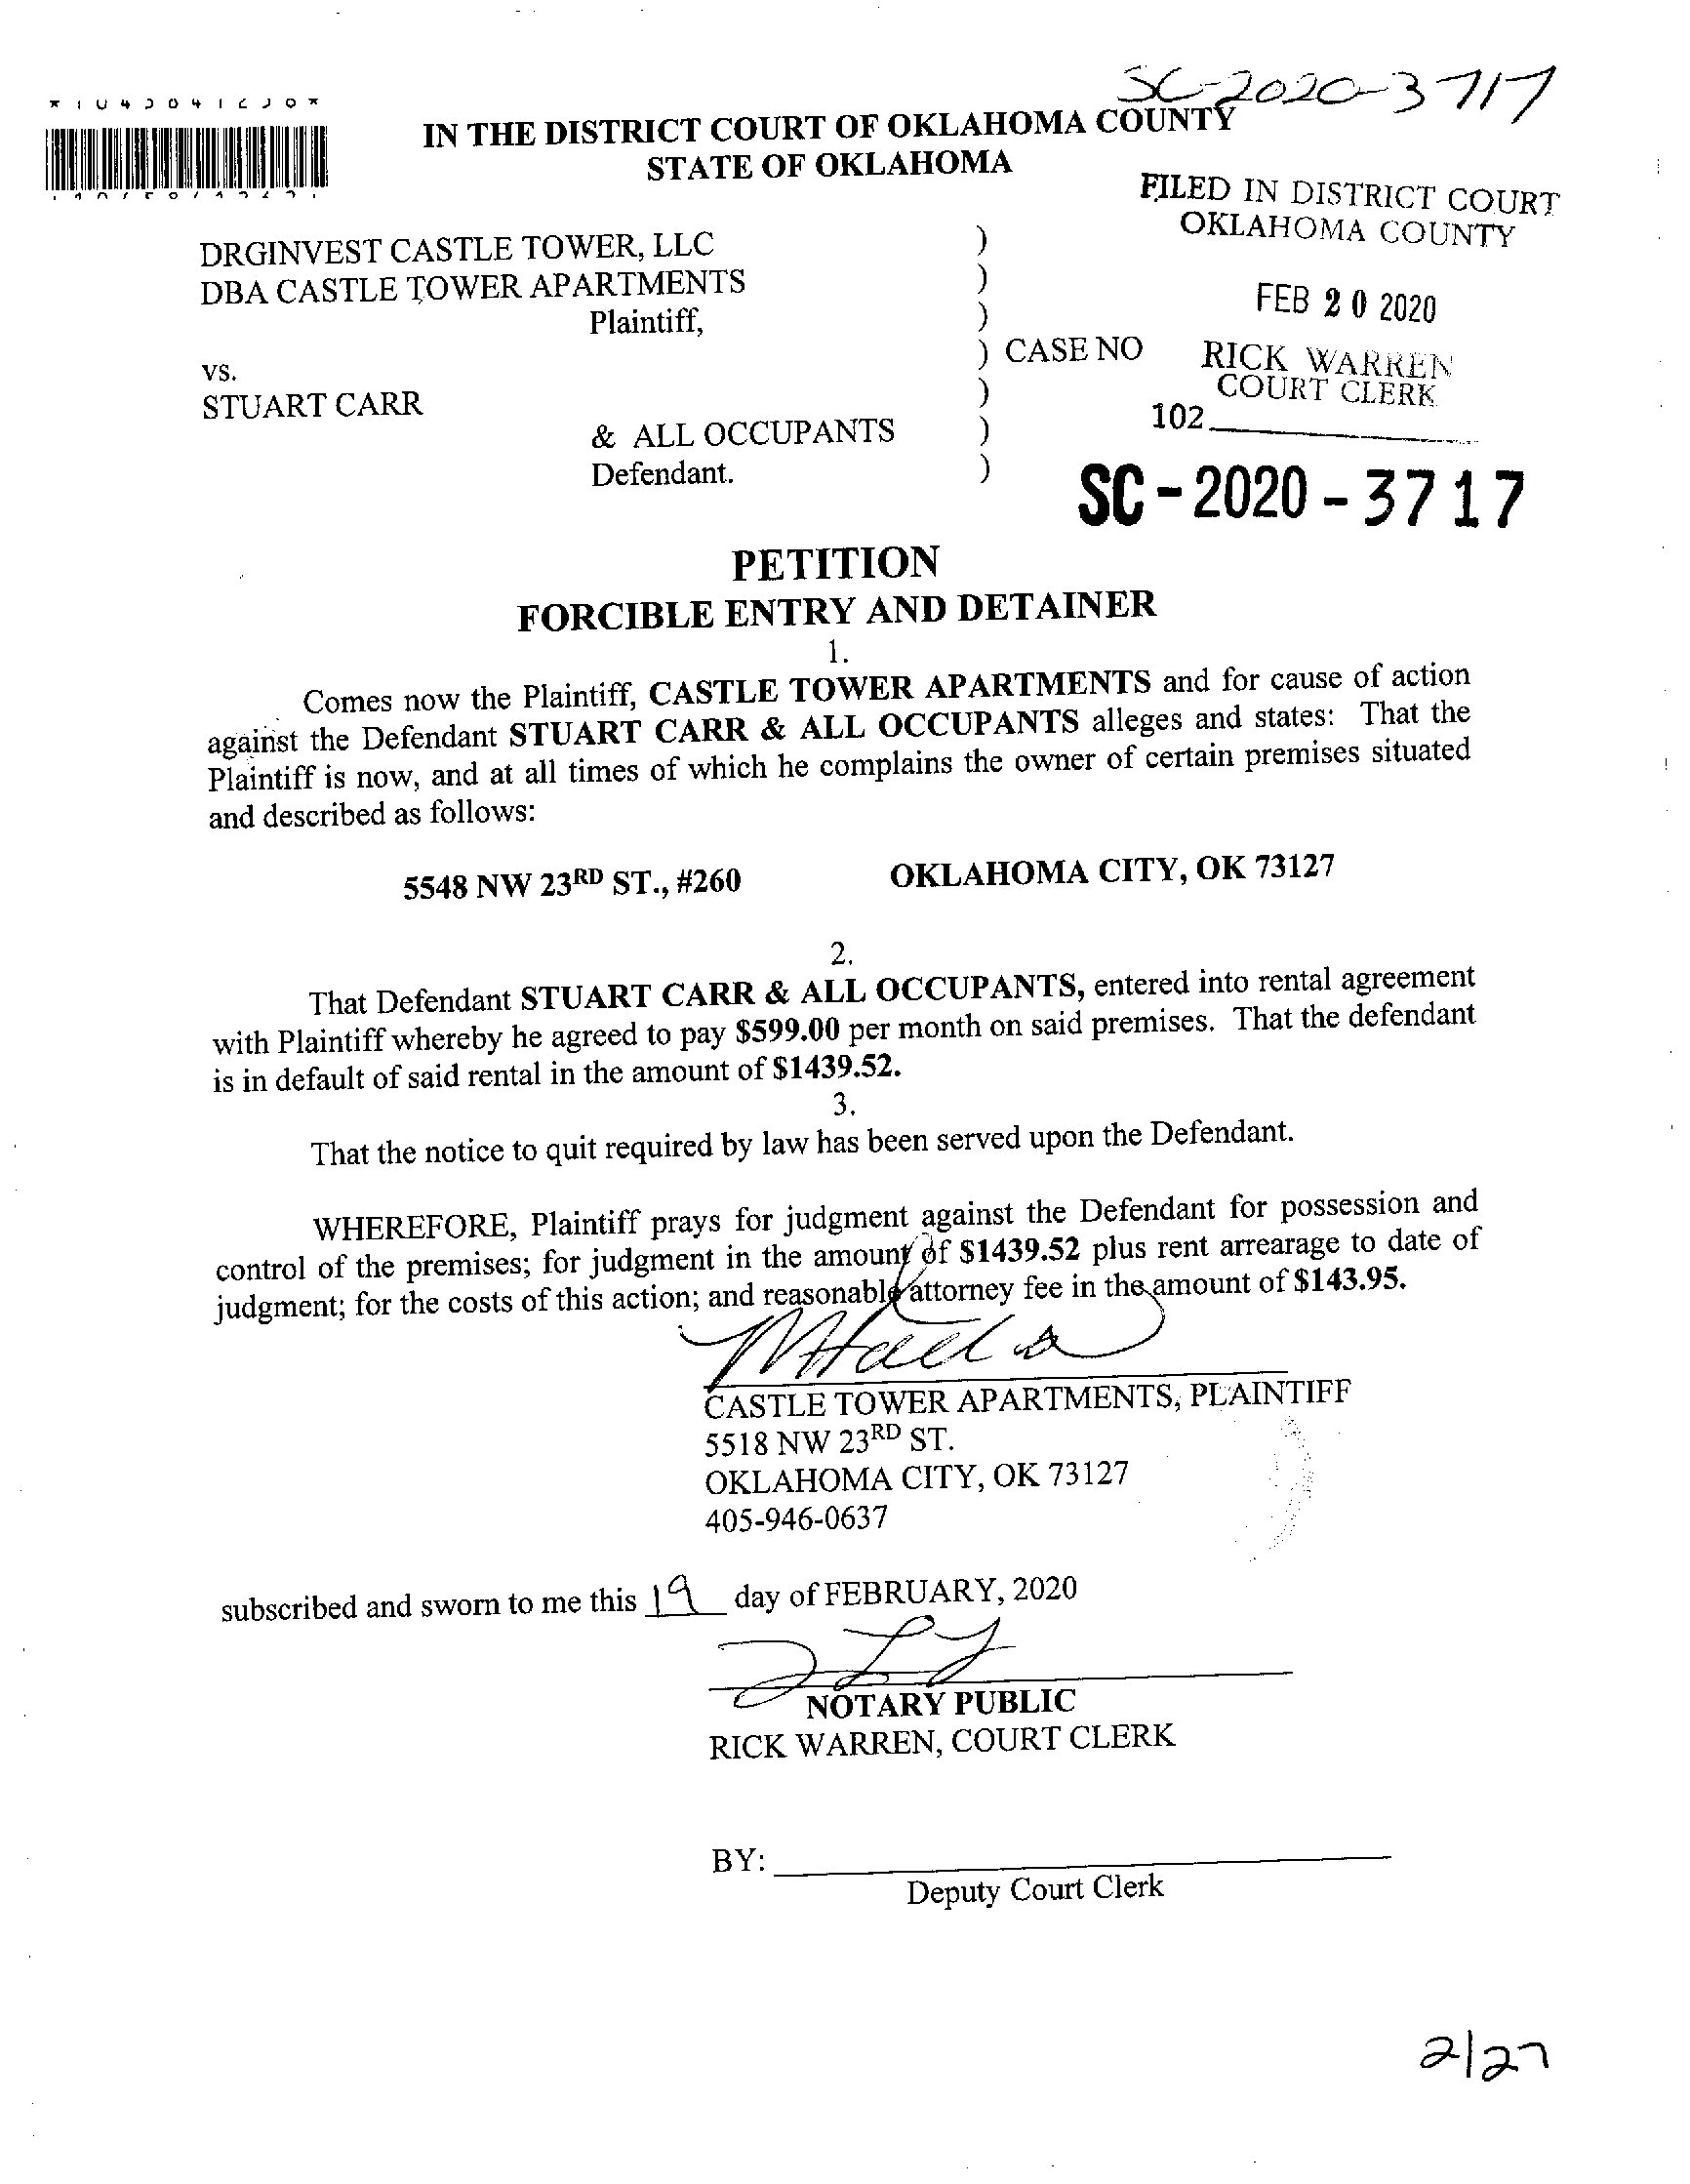 SC-2020-3717
IN THE DISTRICT COURT OF OKLAHOMA COUNTY
STATE OF OKLAHOMA
FILED IN DISTRICT COURT
OKLAHOMA COUNTY
DRGINVEST CASTLE TOWER, LLC )
DBA CASTLE TOWER APARTMENTS )
FEB 20 2020
Plaintiff, )
) CASE NO
RICK WARREN
COURT CLERK
vs.
STUART CARR )
102
& ALL OCCUPANTS )
Defendant. )
SC-2020-3717
PETITION
FORCIBLE ENTRY AND DETAINER
1.
Comes now the Plaintiff, CASTLE TOWER APARTMENTS and for cause of action
against the Defendant STUART CARR & ALL OCCUPANTS alleges and states: That the
Plaintiff is now, and at all times of which he complains the owner of certain premises situated
and described as follows:
5548 NW 23RD ST., #260 OKLAHOMA CITY, OK 73127
2.
That Defendant STUART CARR & ALL OCCUPANTS, entered into rental agreement
with Plaintiff whereby he agreed to pay $599.00 per month on said premises. That the defendant
is in default of said rental in the amount of $1439.52.
3.
That the notice to quit required by law has been served upon the Defendant.
WHEREFORE, Plaintiff prays for judgment against the Defendant for possession and
control of the premises; for judgment in the amount of $1439.52 plus rent arrearage to date of
judgment; for the costs of this action; and reasonable attorney fee in the amount of $143.95.
CASTLE TOWER APARTMENTS, PLAINTIFF
5518 NW 23RD ST.
OKLAHOMA CITY, OK 73127
405-946-0637
subscribed and sworn to me this 19 day of FEBRUARY, 2020
NOTARY PUBLIC
RICK WARREN, COURT CLERK
BY:
Deputy Court Clerk
2/27